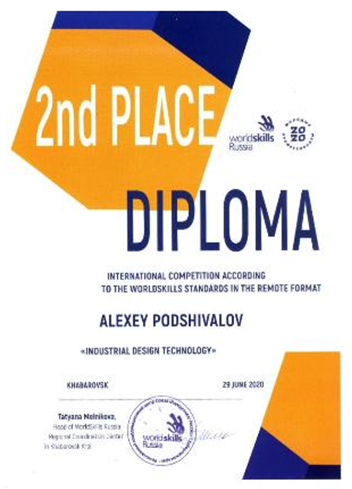 2nd PLACE
worldskills
Russia
2020
DIPLOMA
INTERNATIONAL COMPETITION ACCORDING
TO THE WORLDSKILLS STANDARDS IN THE REMOTE FORMAT
ALEXEY PODSHIVALOV
«INDUSTRIAL DESIGN TECHNOLOGY»
KHABAROVSK
29 JUNE 2020
Tatyana Melnikova,
Head of WorldSkills Russia
Regional Coordination Center
in Khabarovsk Krai
worldskills
Russia